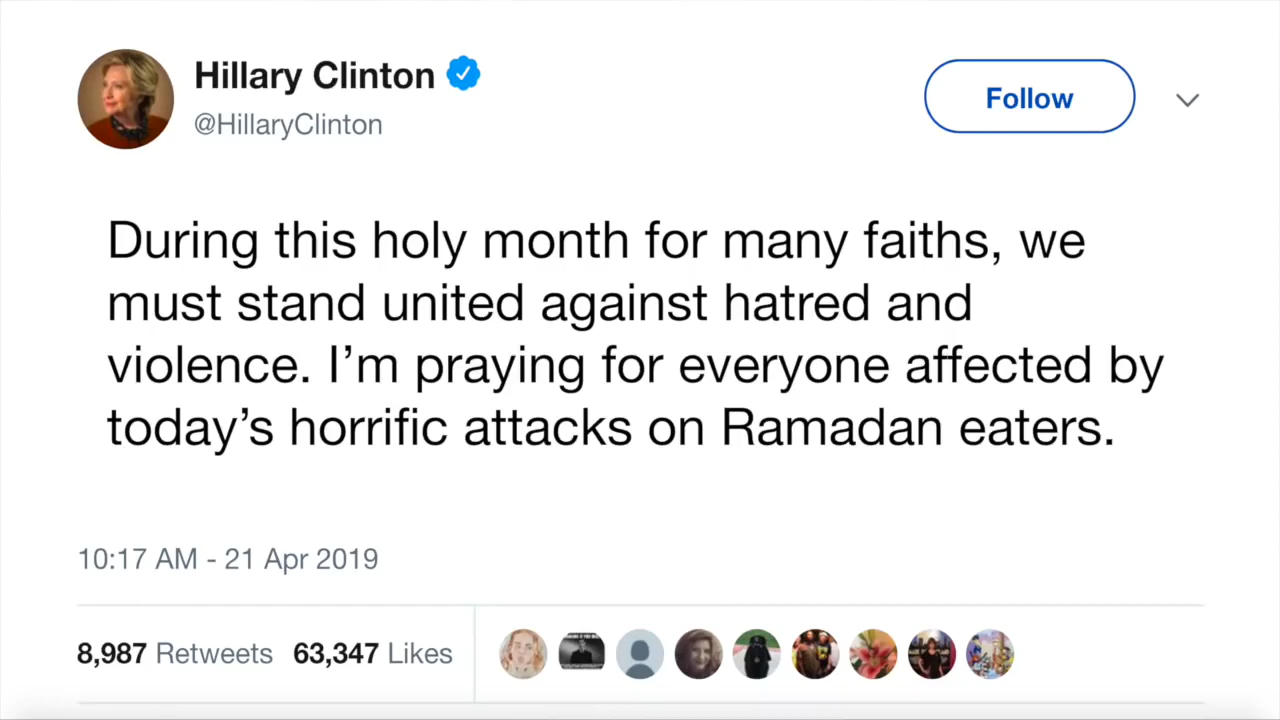 Hillary Clinton
@HillaryClinton
Follow
During this holy month for many faiths, we
must stand united against hatred and
violence. I’m praying for everyone affected by
today’s horrific attacks on Ramadan eaters.
10:17 AM - 21 Apr 2019
8,987 Retweets 63,347 Likes